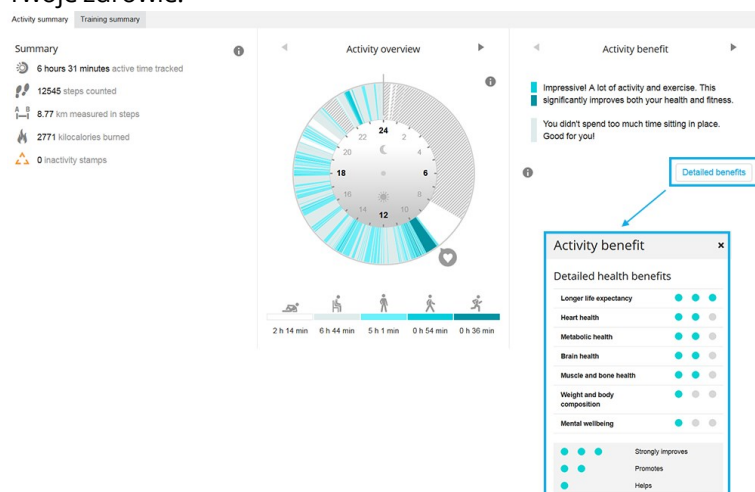 Twoje zdrowie.
Activity summary Training summary
Summary
6 hours 31 minutes active time tracked
12545 steps counted
A B
8.77 km measured in steps
2771 kilocalories burned
0 inactivity stamps
Activity overview
24
2
4
6
8
10
12
14
16
18
20
22
2 h 14 min 6 h 44 min 5 h 1 min 0 h 54 min 0 h 36 min
Activity benefit
Impressive! A lot of activity and exercise. This
significantly improves both your health and fitness.
You didn't spend too much time sitting in place.
Good for you!
Detailed benefits
Activity benefit ×
Detailed health benefits
Longer life expectancy
Heart health
Metabolic health
Brain health
Muscle and bone health
Weight and body
composition
Mental wellbeing
Strongly improves
Promotes
Helps